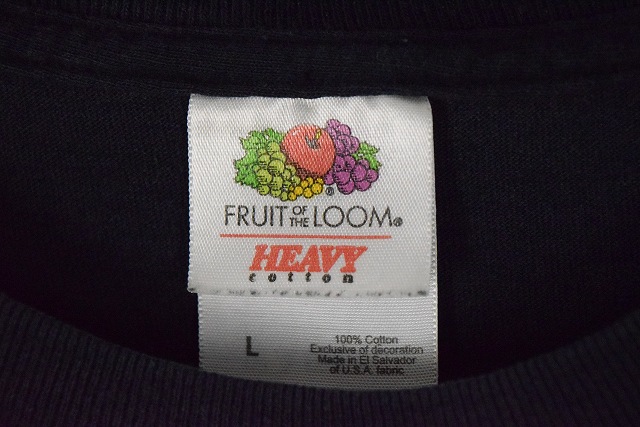 ®
FRUIT OF THE LOOM®
HEAVY
cotton
L
100% Cotton
Exclusive of decoration
Made in El Salvador
of U.S.A. fabric